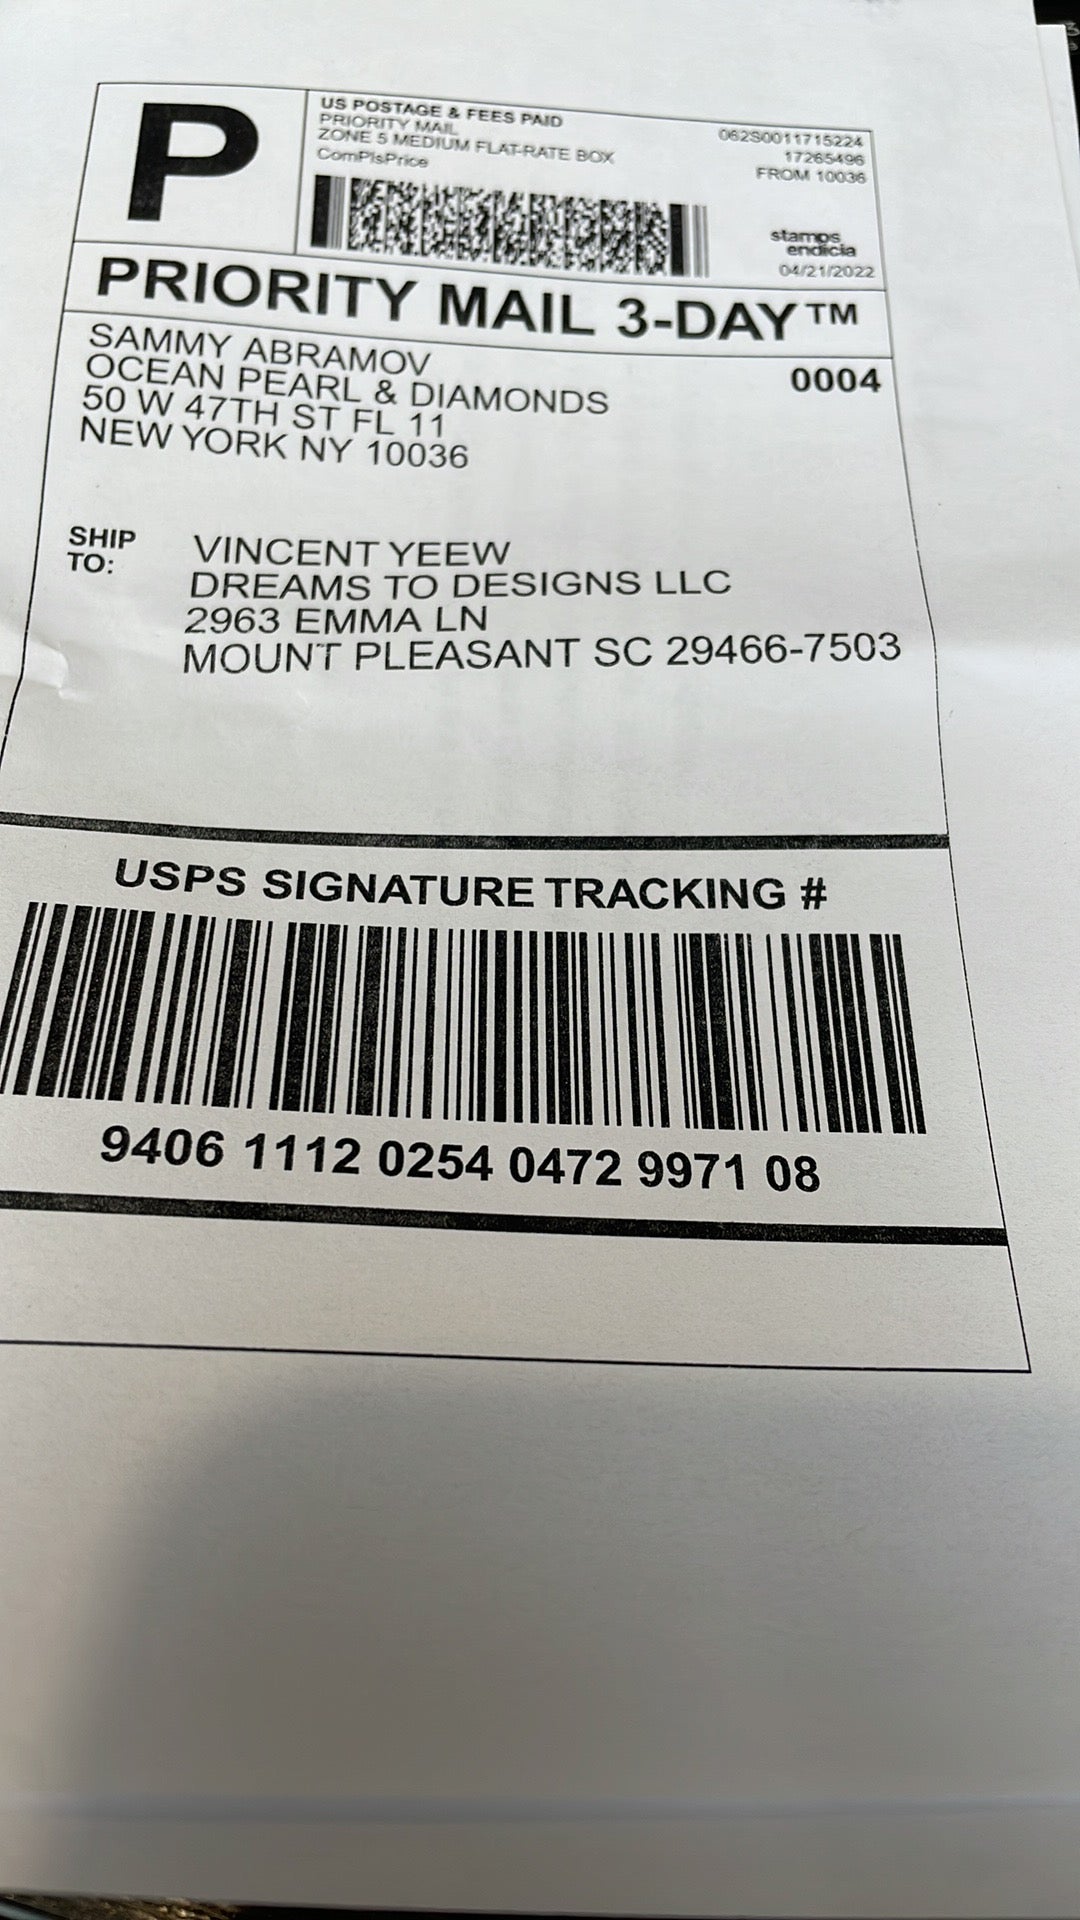 P
US POSTAGE & FEES PAID
PRIORITY MAIL
ZONE 5 MEDIUM FLAT-RATE BOX
ComPlsPrice
062S0011715224
17265496
FROM 10036
stamps
endicia
04/21/2022
PRIORITY MAIL 3-DAY™
SAMMY ABRAMOV
OCEAN PEARL & DIAMONDS
50 W 47TH ST FL 11
NEW YORK NY 10036
0004
SHIP
TO:
VINCENT YEEW
DREAMS TO DESIGNS LLC
2963 EMMA LN
MOUNT PLEASANT SC 29466-7503
USPS SIGNATURE TRACKING #
9406 1112 0254 0472 9971 08